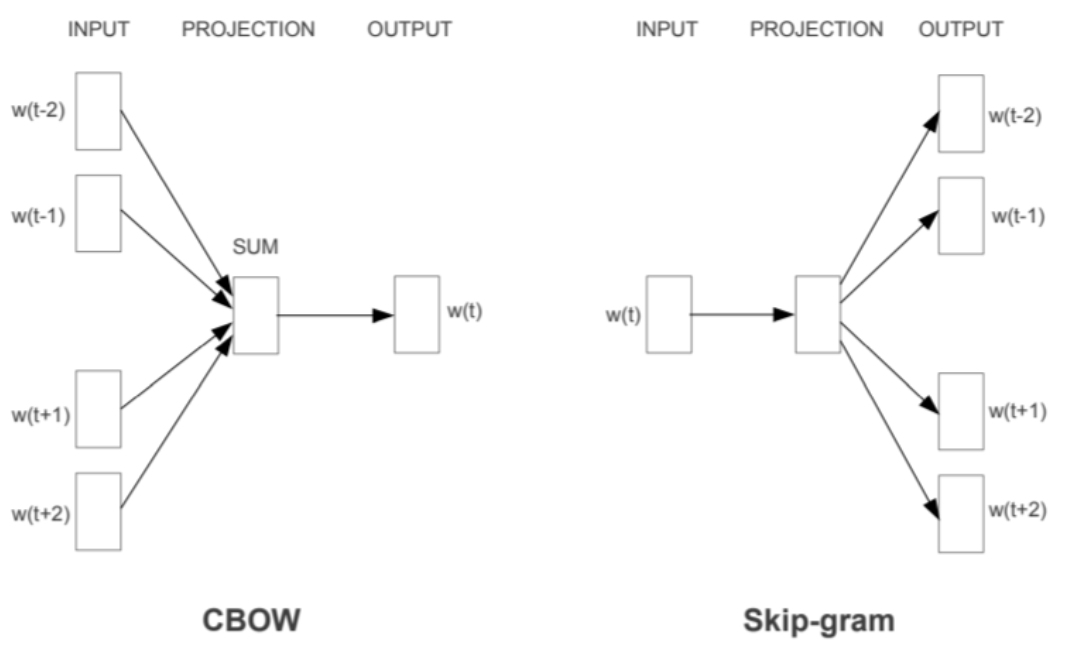 INPUT PROJECTION OUTPUT
w(t-2)
w(t-1)
SUM
w(t)
w(t+1)
w(t+2)
CBOW
INPUT PROJECTION OUTPUT
w(t-2)
w(t-1)
w(t)
w(t+1)
w(t+2)
Skip-gram